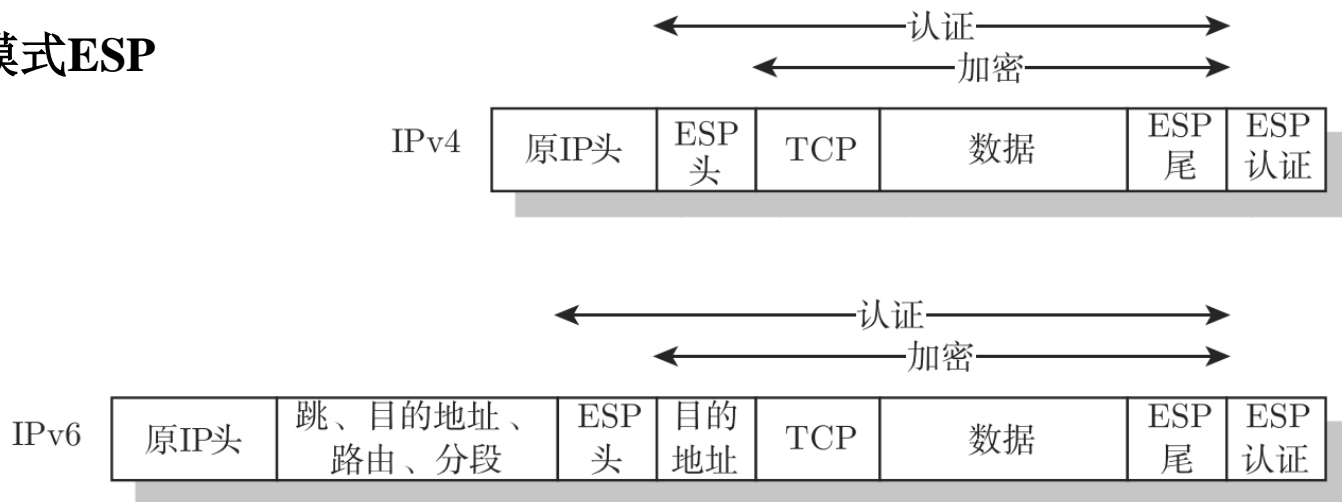 模式ESP
认证
加密
IPv4
原IP头
ESP
头
TCP
数据
ESP
尾
ESP
认证
认证
加密
IPv6
原IP头
跳、目的地址、
路由、分段
ESP
头
目的
地址
TCP
数据
ESP
尾
ESP
认证